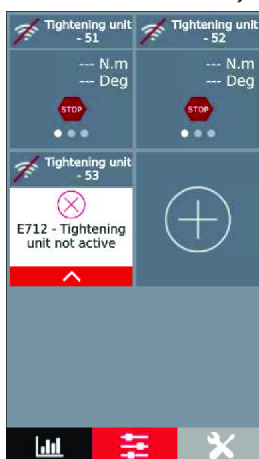 Tightening unit
- 51
--- N.m
--- Deg
STOP
Tightening unit
- 52
--- N.m
--- Deg
STOP
Tightening unit
- 53
E712 - Tightening
unit not active